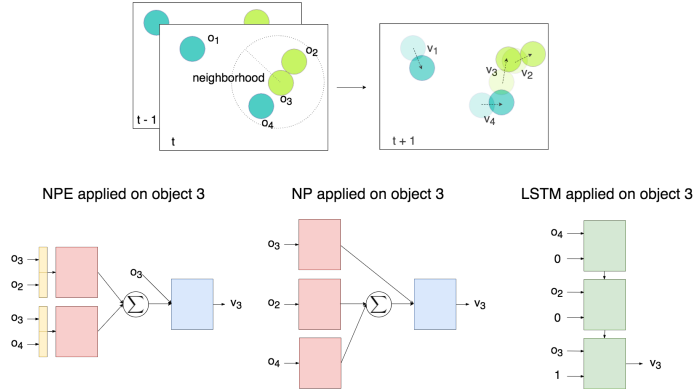 o1
o2
neighborhood
o3
o4
t - 1
t
v1
v3
v2
v4
t + 1
NPE applied on object 3
NP applied on object 3
LSTM applied on object 3
o3
o2
o3
o4
o3
Σ
v3
o3
o2
o4
Σ
v3
o4
0
o2
0
o3
1
v3